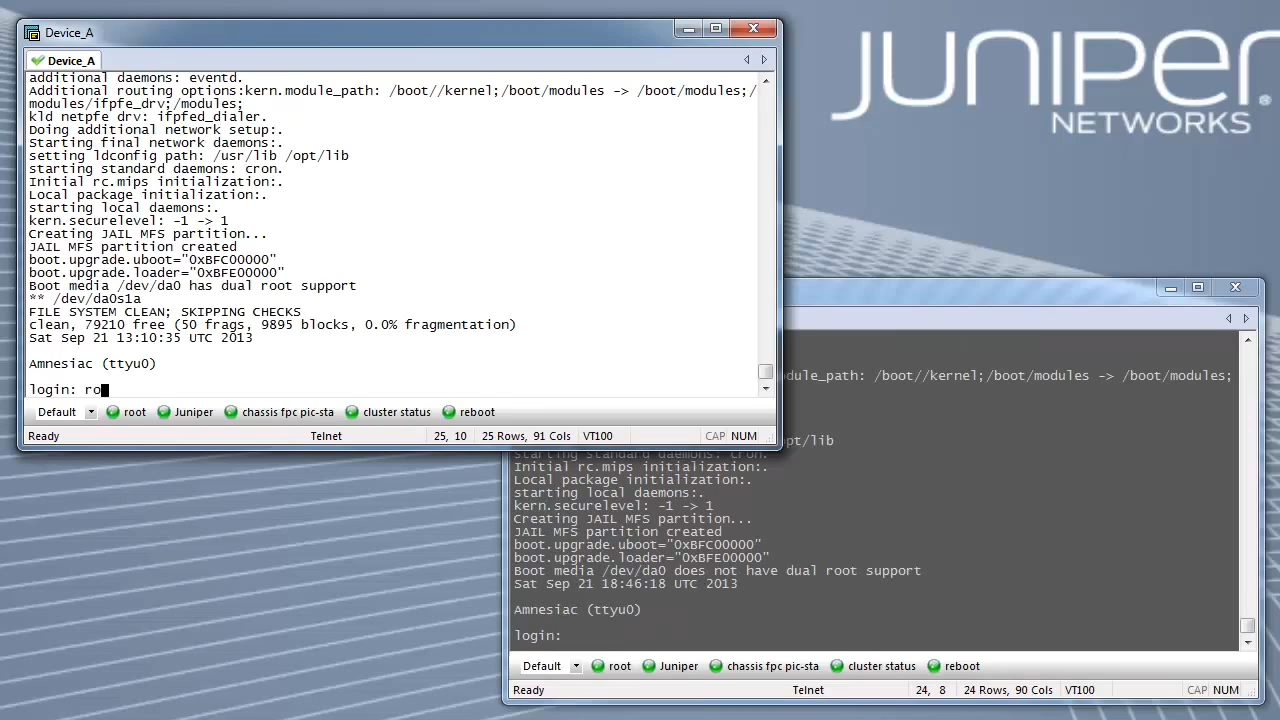 Device_A
Device_A
additional daemons: eventd.
Additional routing options:kern.module_path: /boot//kernel;/boot/modules -> /boot/modules;/
modules/ifpfe_drv;/modules;
kld netpfe drv: ifpfed_dialer.
Doing additional network setup:.
Starting final network daemons:.
setting ldconfig path: /usr/lib /opt/lib
starting standard daemons: cron.
Initial rc.mips initialization:.
Local package initialization:.
starting local daemons:.
kern.securelevel: -1 -> 1
Creating JAIL MFS partition...
JAIL MFS partition created
boot.upgrade.uboot="0xBFC00000"
boot.upgrade.loader="0xBFE00000"
Boot media /dev/da0 has dual root support
** /dev/da0s1a
FILE SYSTEM CLEAN; SKIPPING CHECKS
clean, 79210 free (50 frags, 9895 blocks, 0.0% fragmentation)
Sat Sep 21 13:10:35 UTC 2013
Amnesiac (ttyu0)
login: ro
Default root Juniper chassis fpc pic-sta cluster status reboot
Ready Telnet 25, 10 25 Rows, 91 Cols VT100 CAP NUM
JUNIPER
NETWORKS
dule_path: /boot//kernel;/boot/modules -> /boot/modules;
opt/lib
starting standard daemons: cron.
Initial rc.mips initialization:.
Local package initialization:.
starting local daemons:.
kern.securelevel: -1 -> 1
Creating JAIL MFS partition...
JAIL MFS partition created
boot.upgrade.uboot="0xBFC00000"
boot.upgrade.loader="0xBFE00000"
Boot media /dev/da0 does not have dual root support
Sat Sep 21 18:46:18 UTC 2013
Amnesiac (ttyu0)
login:
Default root Juniper chassis fpc pic-sta cluster status reboot
Ready Telnet 24, 8 24 Rows, 90 Cols VT100 CAP NUM